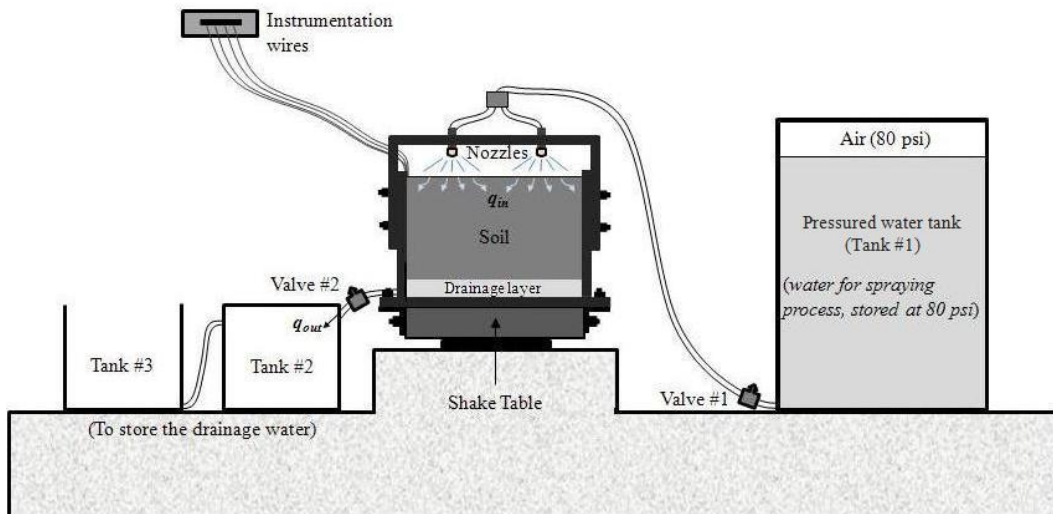 Instrumentation
wires
Nozzles
Air (80 psi)
q_in
Soil
Pressured water tank
(Tank #1)
(water for spraying
process, stored at 80 psi)
Valve #2
Drainage layer
q_out
Tank #3
Tank #2
Shake Table
Valve #1
(To store the drainage water)